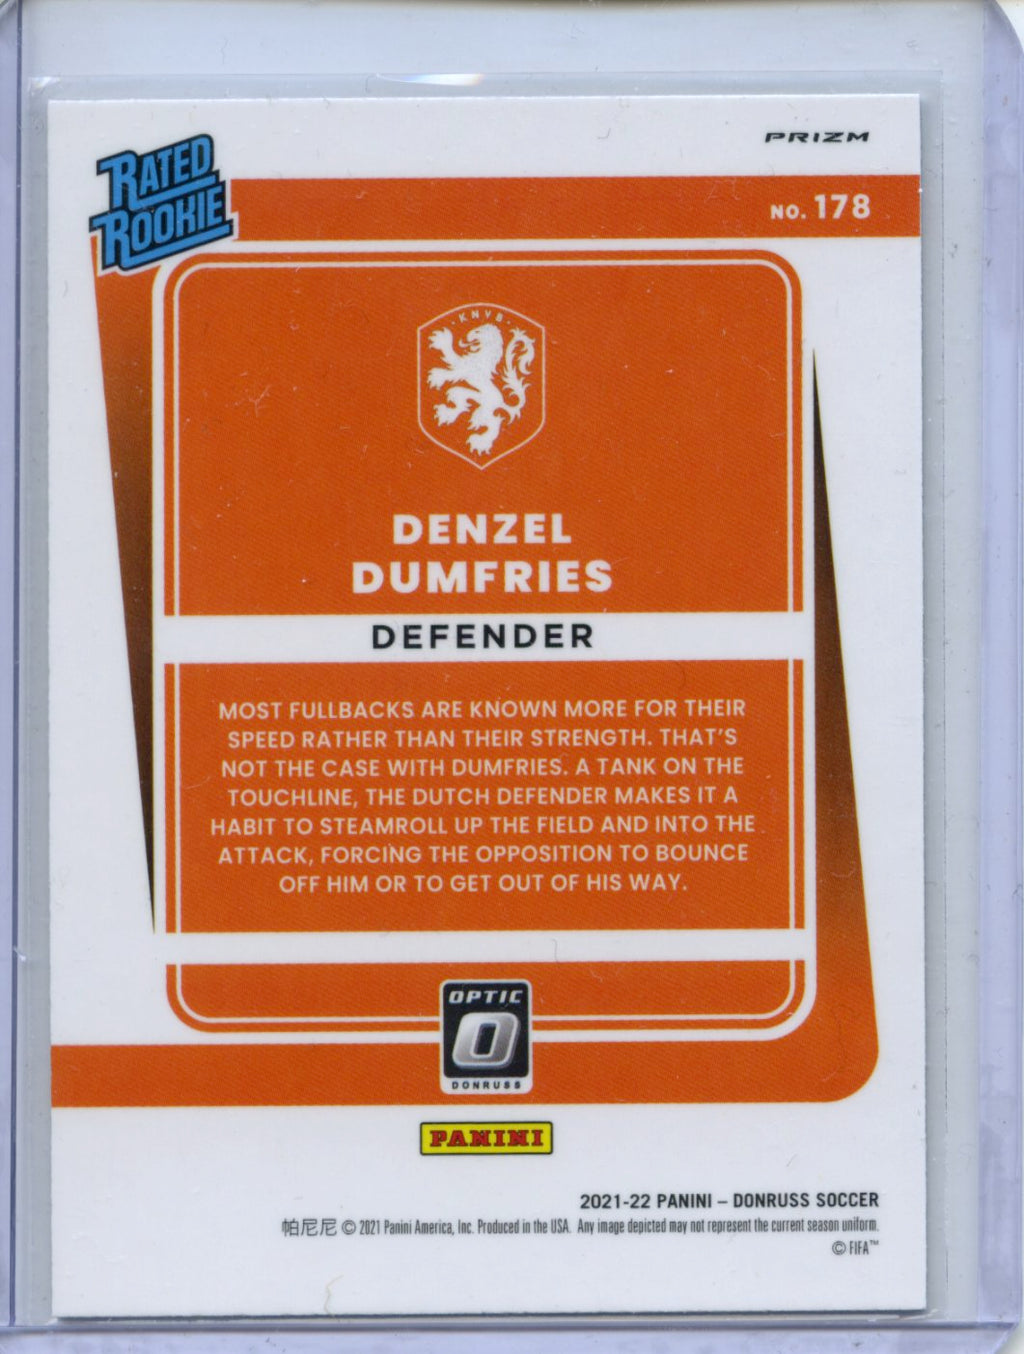 PRIZM
RATED
ROOKIE
NO. 178
KNVB
DENZEL
DUMFRIES
DEFENDER
MOST FULLBACKS ARE KNOWN MORE FOR THEIR
SPEED RATHER THAN THEIR STRENGTH. THAT'S
NOT THE CASE WITH DUMFRIES. A TANK ON THE
TOUCHLINE, THE DUTCH DEFENDER MAKES IT A
HABIT TO STEAMROLL UP THE FIELD AND INTO THE
ATTACK, FORCING THE OPPOSITION TO BOUNCE
OFF HIM OR TO GET OUT OF HIS WAY.
OPTIC
O
DONRUSS
PANINI
2021-22 PANINI – DONRUSS SOCCER
帕尼尼 © 2021 Panini America, Inc. Produced in the USA. Any image depicted may not represent the current season uniform.
© FIFA™